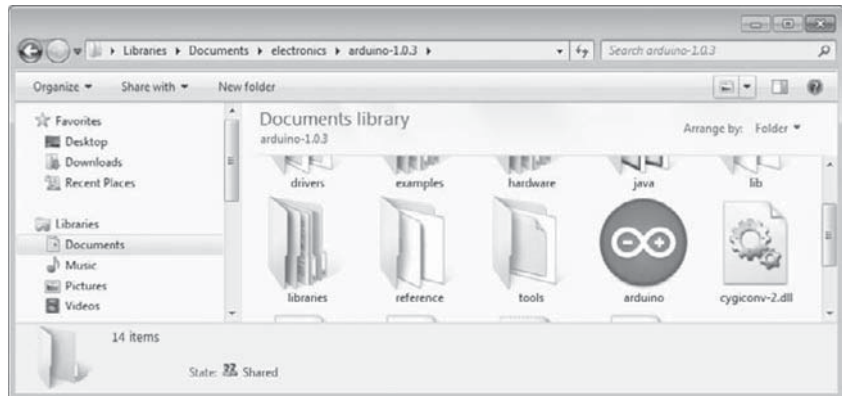 Libraries ▸ Documents ▸ electronics ▸ arduino-1.0.3 ▸
Search arduino-1.0.3
Organize Share with New folder
Favorites
Desktop
Downloads
Recent Places
Libraries
Documents
Music
Pictures
Videos
Documents library
arduino-1.0.3
Arrange by: Folder
drivers examples hardware java lib
libraries reference tools arduino cygiconv-2.dll
14 items
State: Shared